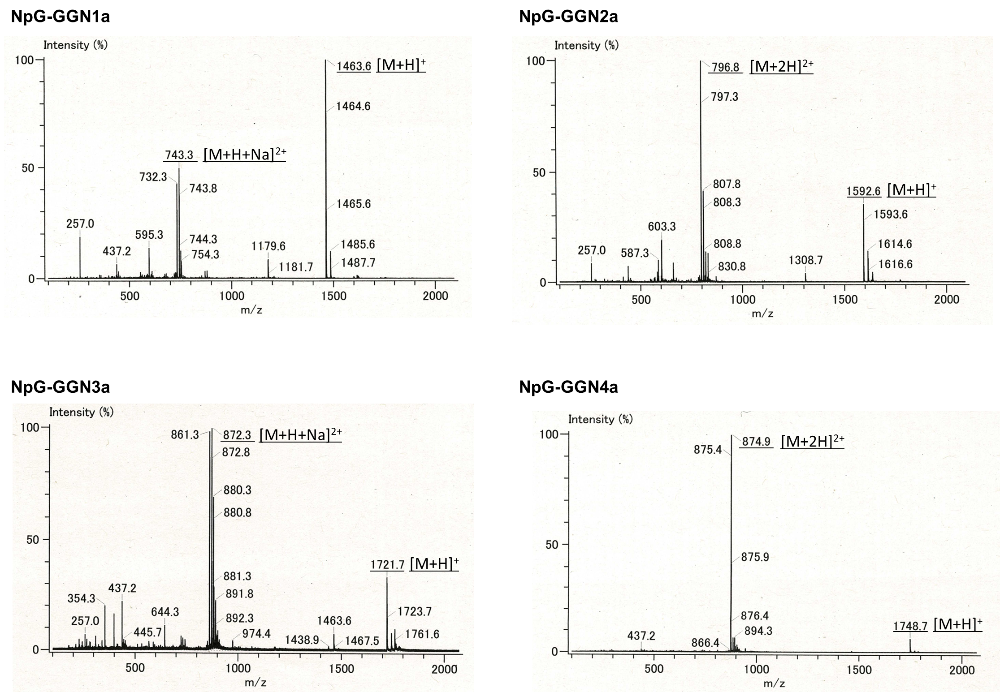 NpG-GGN1a
Intensity (%)
100
1463.6 [M+H]+
1464.6
743.3 [M+H+Na]2+
50
732.3
743.8
1465.6
257.0
595.3
744.3
1179.6
1485.6
437.2
754.3
1181.7
1487.7
0
500 1000 1500 2000
m/z
NpG-GGN2a
Intensity (%)
100
796.8 [M+2H]2+
797.3
50
807.8
1592.6 [M+H]+
808.3
1593.6
603.3
257.0
587.3
808.8
1614.6
1308.7
830.8
1616.6
0
500 1000 1500 2000
m/z
NpG-GGN3a
Intensity (%)
100
861.3
872.3 [M+H+Na]2+
872.8
880.3
880.8
50
1721.7 [M+H]+
881.3
437.2
891.8
354.3
644.3
1723.7
257.0
892.3
1463.6
445.7
974.4
1438.9
1467.5
1761.6
0
500 1000 1500 2000
m/z
NpG-GGN4a
Intensity (%)
100
874.9 [M+2H]2+
875.4
50
875.9
876.4
1748.7 [M+H]+
437.2
894.3
866.4
0
500 1000 1500 2000
m/z